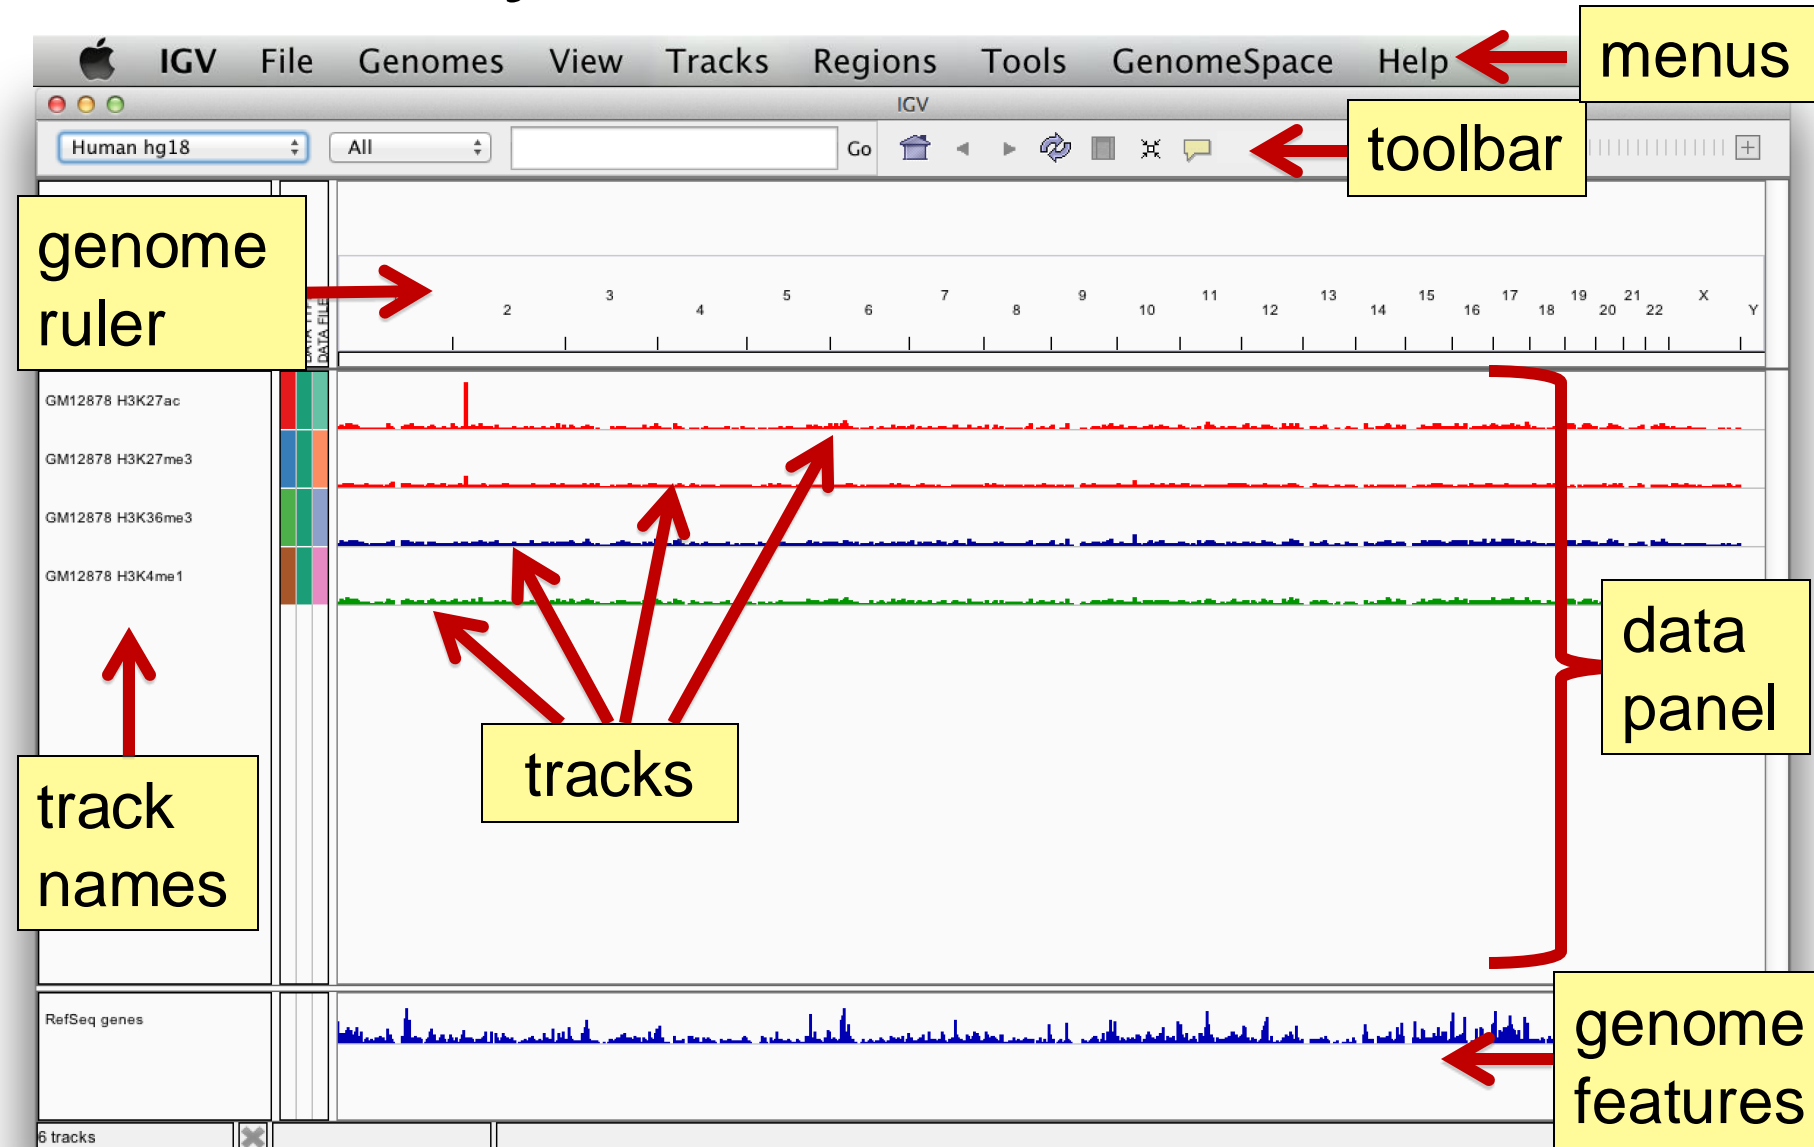 IGV File Genomes View Tracks Regions Tools GenomeSpace Help
menus
IGV
Human hg18 All Go
toolbar
genome
ruler
DATA FILE
3 5 7 9 11 13 15 17 19 21 X
2 4 6 8 10 12 14 16 18 20 22 Y
GM12878 H3K27ac
GM12878 H3K27me3
GM12878 H3K36me3
GM12878 H3K4me1
data
panel
tracks
track
names
RefSeq genes
genome
features
6 tracks